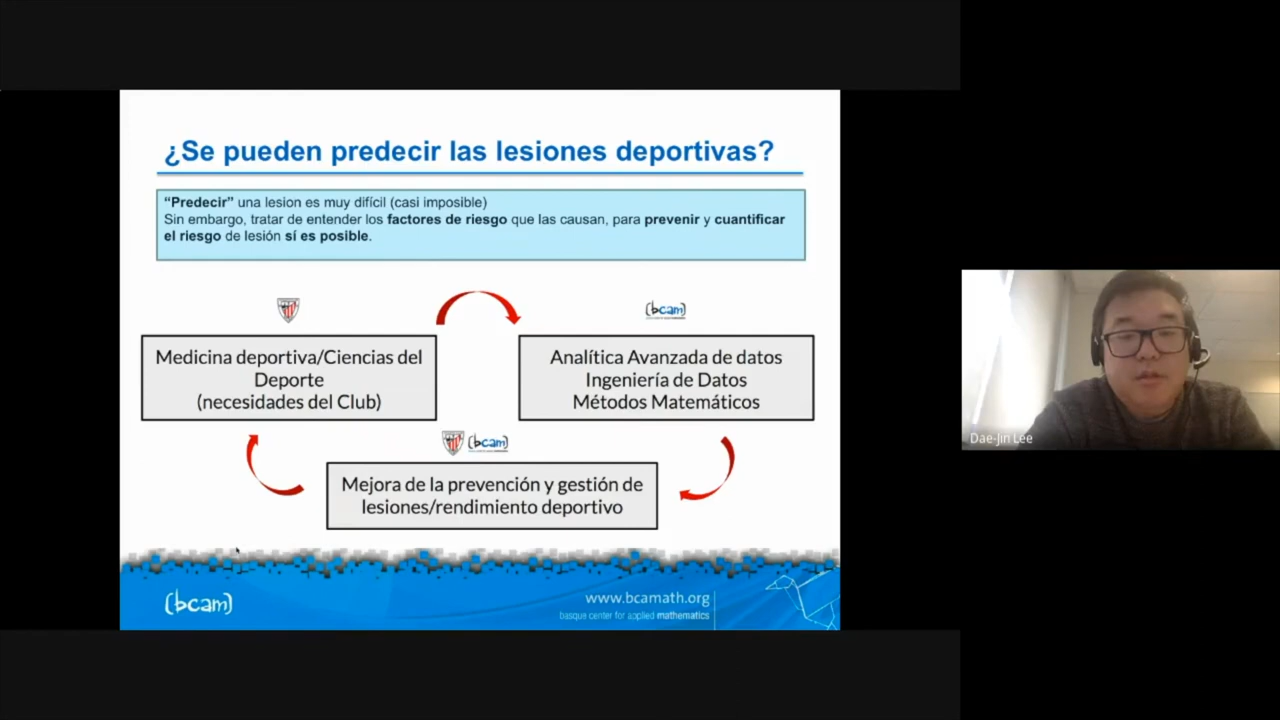 ¿Se pueden predecir las lesiones deportivas?
“Predecir” una lesion es muy difícil (casi imposible)
Sin embargo, tratar de entender los factores de riesgo que las causan, para prevenir y cuantificar
el riesgo de lesión sí es posible.
(bcam)
Medicina deportiva/Ciencias del
Deporte
(necesidades del Club)
Analítica Avanzada de datos
Ingeniería de Datos
Métodos Matemáticos
(bcam)
Mejora de la prevención y gestión de
lesiones/rendimiento deportivo
(bcam)
www.bcamath.org
basque center for applied mathematics
Dae-Jin Lee